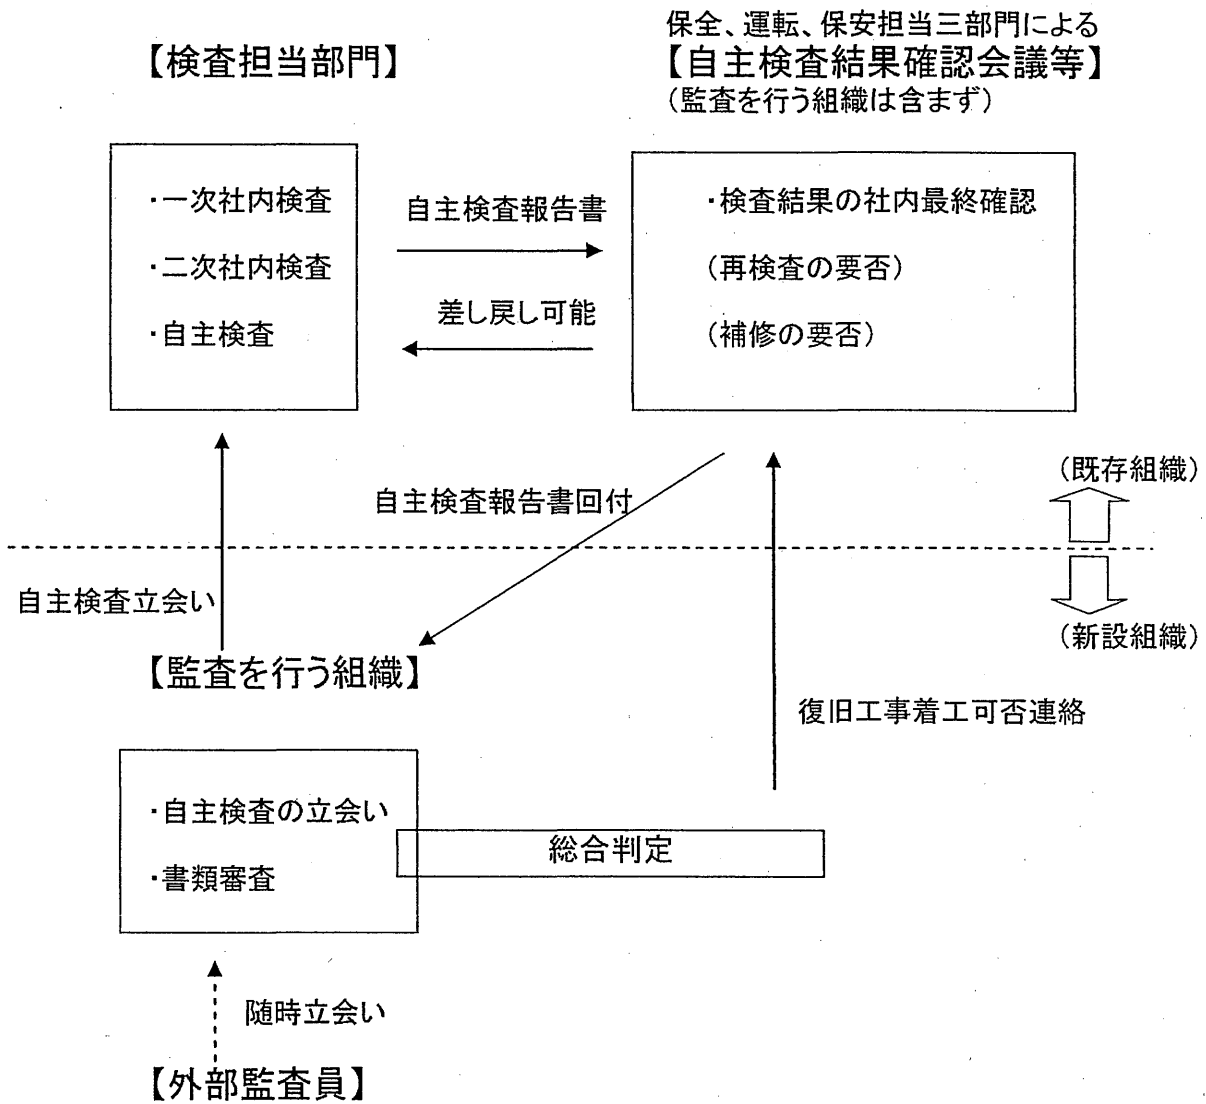 保全、運転、保安担当三部門による
【検査担当部門】
【自主検査結果確認会議等】
(監査を行う組織は含まず)
・一次社内検査
・二次社内検査
・自主検査
自主検査報告書
差し戻し可能
・検査結果の社内最終確認
(再検査の要否)
(補修の要否)
自主検査報告書回付
(既存組織)
(新設組織)
自主検査立会い
【監査を行う組織】
復旧工事着工可否連絡
・自主検査の立会い
・書類審査
総合判定
随時立会い
【外部監査員】